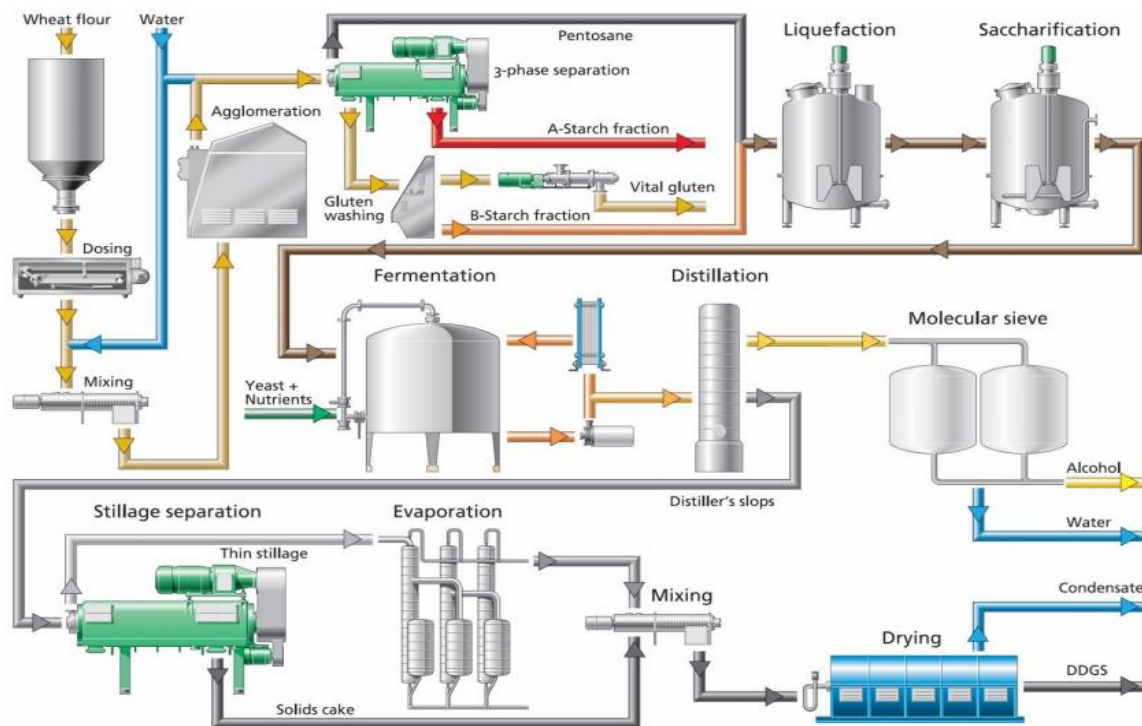 Wheat flour
Water
Pentosane
3-phase separation
Liquefaction
Saccharification
Agglomeration
A-Starch fraction
Gluten
washing
Vital gluten
B-Starch fraction
Dosing
Fermentation
Distillation
Molecular sieve
Mixing
Yeast +
Nutrients
Alcohol
Distiller's slops
Water
Stillage separation
Evaporation
Thin stillage
Mixing
Condensate
Drying
DDGS
Solids cake